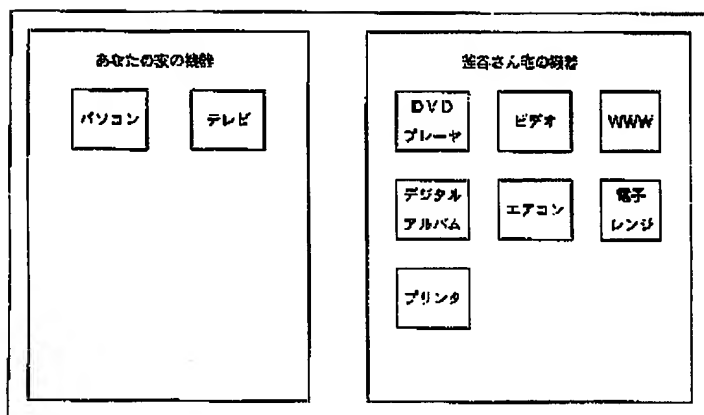 あなたの家の機器
パソコン
テレビ
さん宅の機器
DVD
プレーヤ
ビデオ
WWW
デジタル
アルバム
エアコン
電子
レンジ
プリンタ